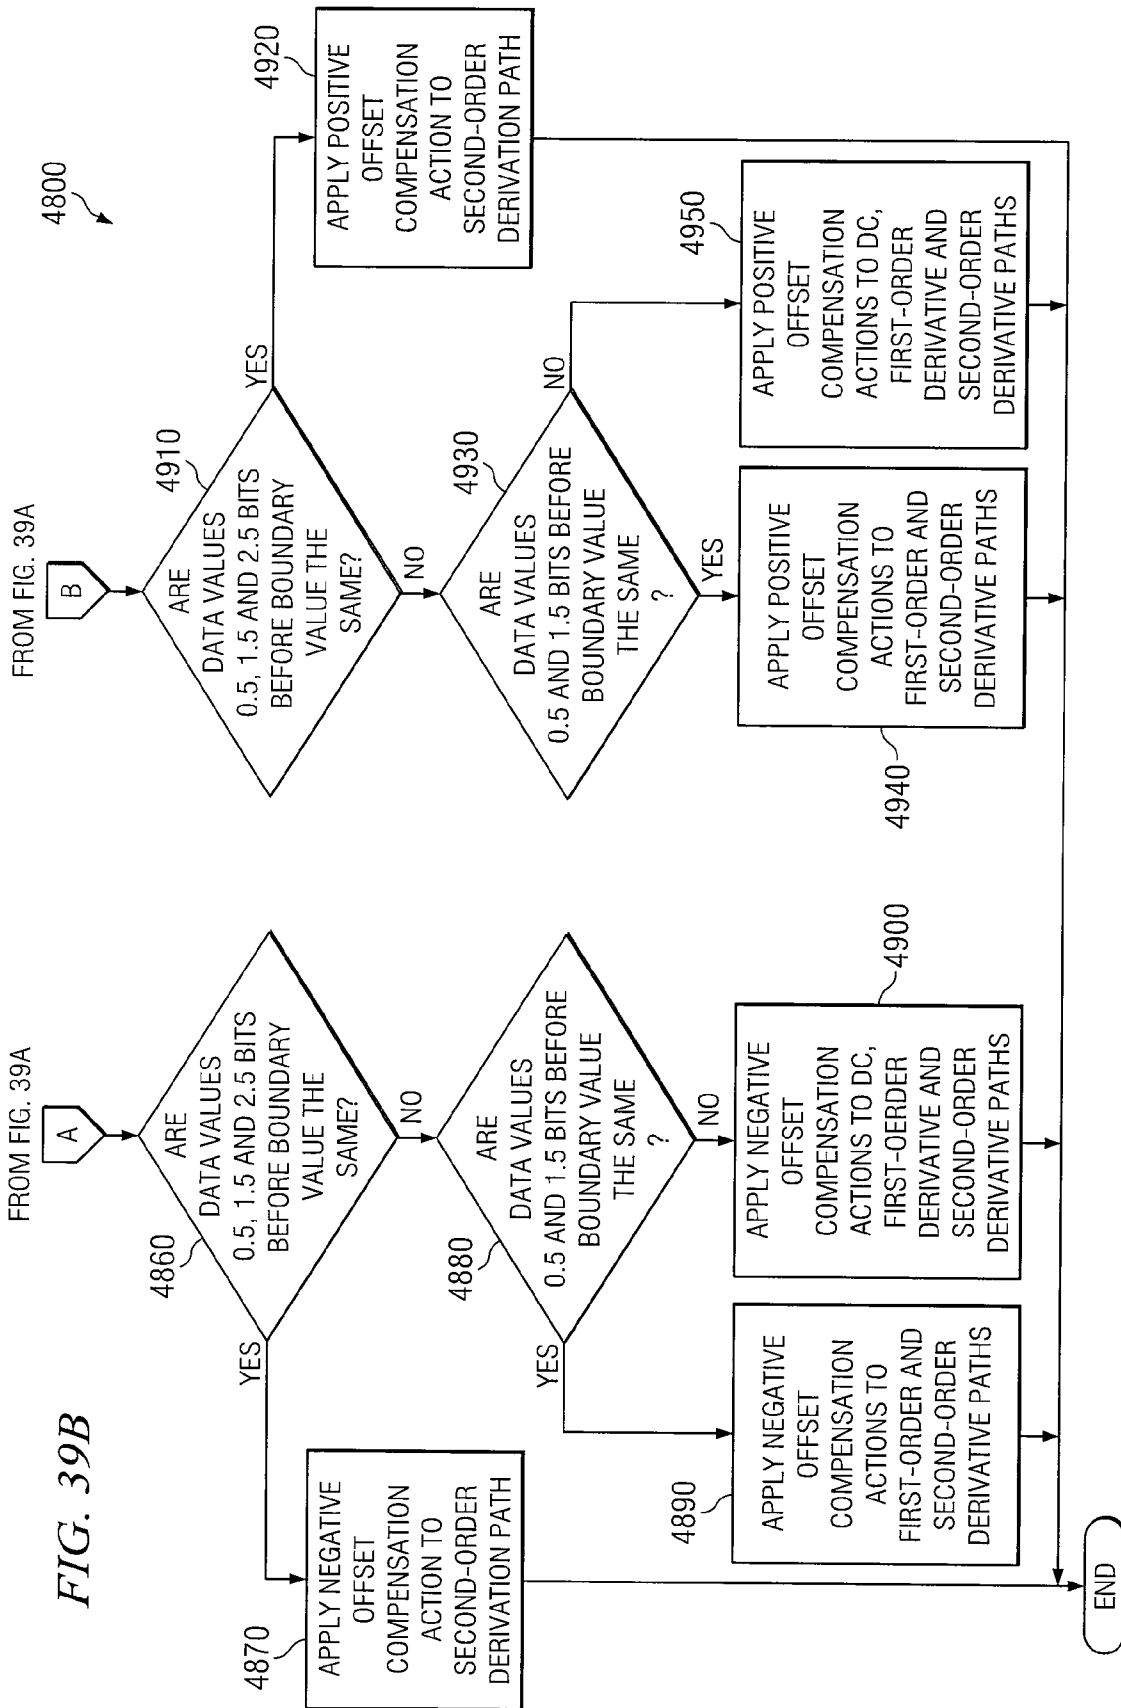 FIG. 39B
4800
FROM FIG. 39A
A
4860
ARE
DATA VALUES
0.5, 1.5 AND 2.5 BITS
BEFORE BOUNDARY
VALUE THE
SAME?
YES
NO
4870
APPLY NEGATIVE
OFFSET
COMPENSATION
ACTION TO
SECOND-ORDER
DERIVATION PATH
4880
ARE
DATA VALUES
0.5 AND 1.5 BITS BEFORE
BOUNDARY VALUE
THE SAME
?
YES
NO
4890
APPLY NEGATIVE
OFFSET
COMPENSATION
ACTIONS TO
FIRST-ORDER AND
SECOND-ORDER
DERIVATIVE PATHS
4900
APPLY NEGATIVE
OFFSET
COMPENSATION
ACTIONS TO DC,
FIRST-OERDER
DERIVATIVE AND
SECOND-ORDER
DERIVATIVE PATHS
FROM FIG. 39A
B
4910
ARE
DATA VALUES
0.5, 1.5 AND 2.5 BITS
BEFORE BOUNDARY
VALUE THE
SAME?
YES
NO
4920
APPLY POSITIVE
OFFSET
COMPENSATION
ACTION TO
SECOND-ORDER
DERIVATION PATH
4930
ARE
DATA VALUES
0.5 AND 1.5 BITS BEFORE
BOUNDARY VALUE
THE SAME
?
NO
YES
4940
APPLY POSITIVE
OFFSET
COMPENSATION
ACTIONS TO
FIRST-ORDER AND
SECOND-ORDER
DERIVATIVE PATHS
4950
APPLY POSITIVE
OFFSET
COMPENSATION
ACTIONS TO DC,
FIRST-ORDER
DERIVATIVE AND
SECOND-ORDER
DERIVATIVE PATHS
END